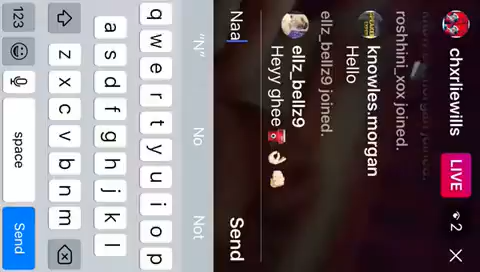 chxrliewills LIVE 2
roshhini_xox joined.
knowles.morgan
Hello
ellz_bellz9 joined.
ellz_bellz9
Heyy ghee
Naa Send
"N" No Not
q w e r t y u i o p
a s d f g h j k l
z x c v b n m
123 space Send